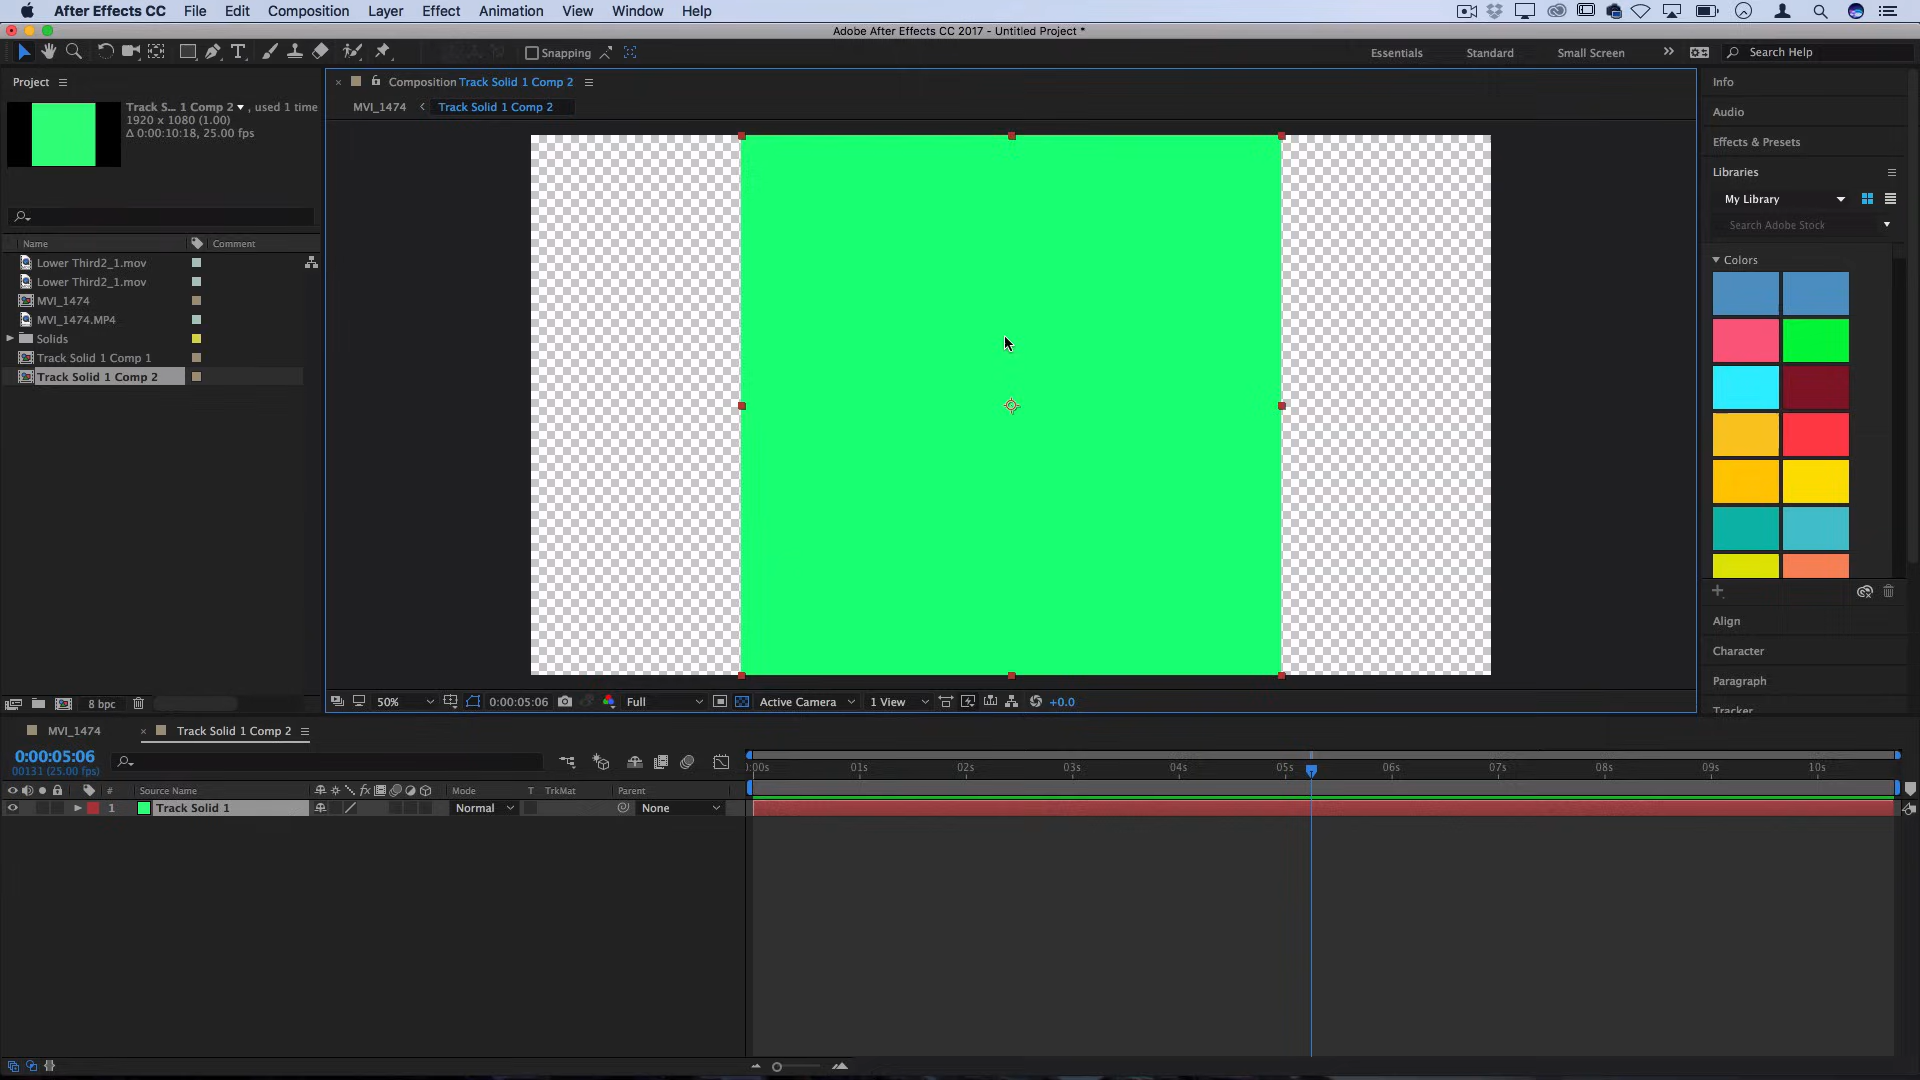 After Effects CC File Edit Composition Layer Effect Animation View Window Help
Adobe After Effects CC 2017 - Untitled Project *
Snapping Essentials Standard Small Screen Search Help
Project
Composition Track Solid 1 Comp 2
Info
Track S... 1 Comp 2 , used 1 time
1920 x 1080 (1.00)
Δ 0:00:10:18, 25.00 fps
MVI_1474 Track Solid 1 Comp 2
Audio
Effects & Presets
Libraries
My Library
Search Adobe Stock
Name Comment
Colors
Lower Third2_1.mov
Lower Third2_1.mov
MVI_1474
MVI_1474.MP4
Solids
Track Solid 1 Comp 1
Track Solid 1 Comp 2
Align
Character
Paragraph
Tracker
8 bpc
50% 0:00:05:06 Full Active Camera 1 View +0.0
MVI_1474 Track Solid 1 Comp 2
0:00:05:06
00131 (25.00 fps)
:00s 01s 02s 03s 04s 05s 06s 07s 08s 09s 10s
# Source Name Mode T TrkMat Parent
1 Track Solid 1 Normal None